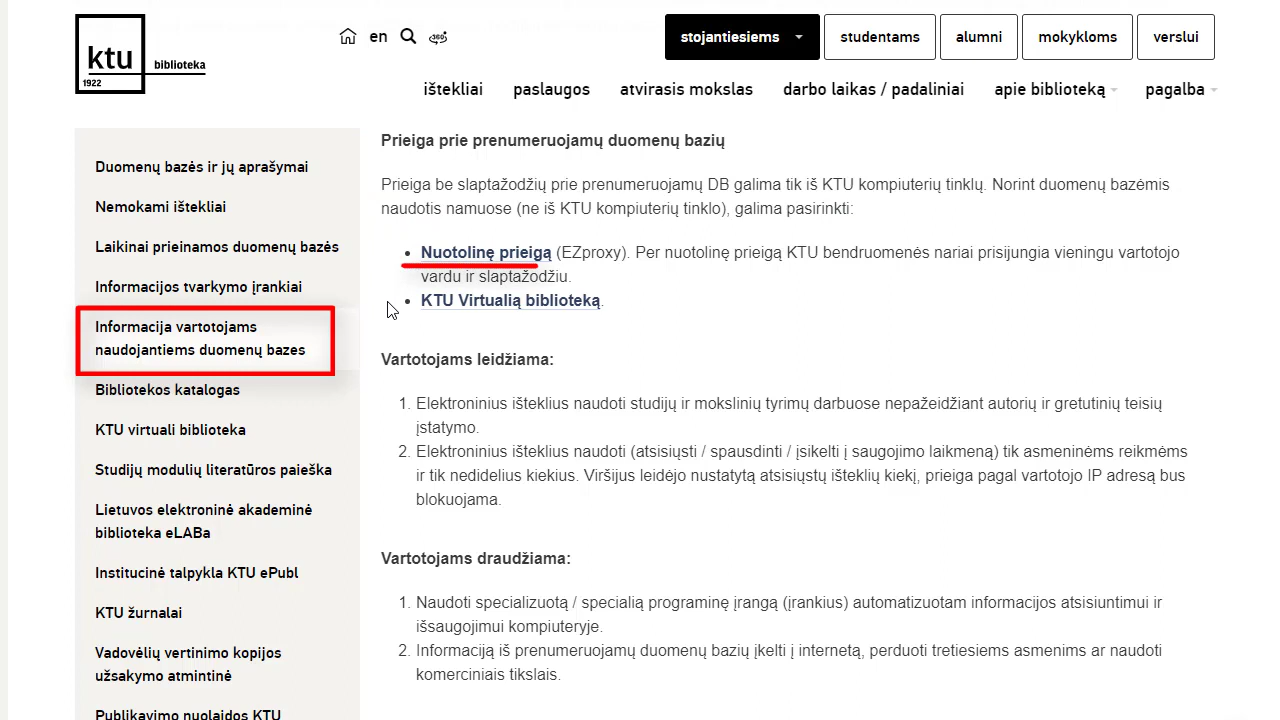 ktu
1922
biblioteka
en
360
stojantiesiems
studentams
alumni
mokykloms
verslui
ištekliai
paslaugos
atvirasis mokslas
darbo laikas / padaliniai
apie biblioteką
pagalba
Duomenų bazės ir jų aprašymai
Nemokami ištekliai
Laikinai prieinamos duomenų bazės
Informacijos tvarkymo įrankiai
Informacija vartotojams
naudojantiems duomenų bazes
Bibliotekos katalogas
KTU virtuali biblioteka
Studijų modulių literatūros paieška
Lietuvos elektroninė akademinė
biblioteka eLABa
Institucinė talpykla KTU ePubl
KTU žurnalai
Vadovėlių vertinimo kopijos
užsakymo atmintinė
Publikavimo nuolaidos KTU
Prieiga prie prenumeruojamų duomenų bazių
Prieiga be slaptažodžių prie prenumeruojamų DB galima tik iš KTU kompiuterių tinklų. Norint duomenų bazėmis
naudotis namuose (ne iš KTU kompiuterių tinklo), galima pasirinkti:
• Nuotolinę prieigą (EZproxy). Per nuotolinę prieigą KTU bendruomenės nariai prisijungia vieningu vartotojo
vardu ir slaptažodžiu.
• KTU Virtualią biblioteką.
Vartotojams leidžiama:
1. Elektroninius išteklius naudoti studijų ir mokslinių tyrimų darbuose nepažeidžiant autorių ir gretutinių teisių
įstatymo.
2. Elektroninius išteklius naudoti (atsisiųsti / spausdinti / įsikelti į saugojimo laikmeną) tik asmeninėms reikmėms
ir tik nedidelius kiekius. Viršijus leidėjo nustatytą atsisiųstų išteklių kiekį, prieiga pagal vartotojo IP adresą bus
blokuojama.
Vartotojams draudžiama:
1. Naudoti specializuotą / specialią programinę įrangą (įrankius) automatizuotam informacijos atsisiuntimui ir
išsaugojimui kompiuteryje.
2. Informaciją iš prenumeruojamų duomenų bazių įkelti į internetą, perduoti tretiesiems asmenims ar naudoti
komerciniais tikslais.